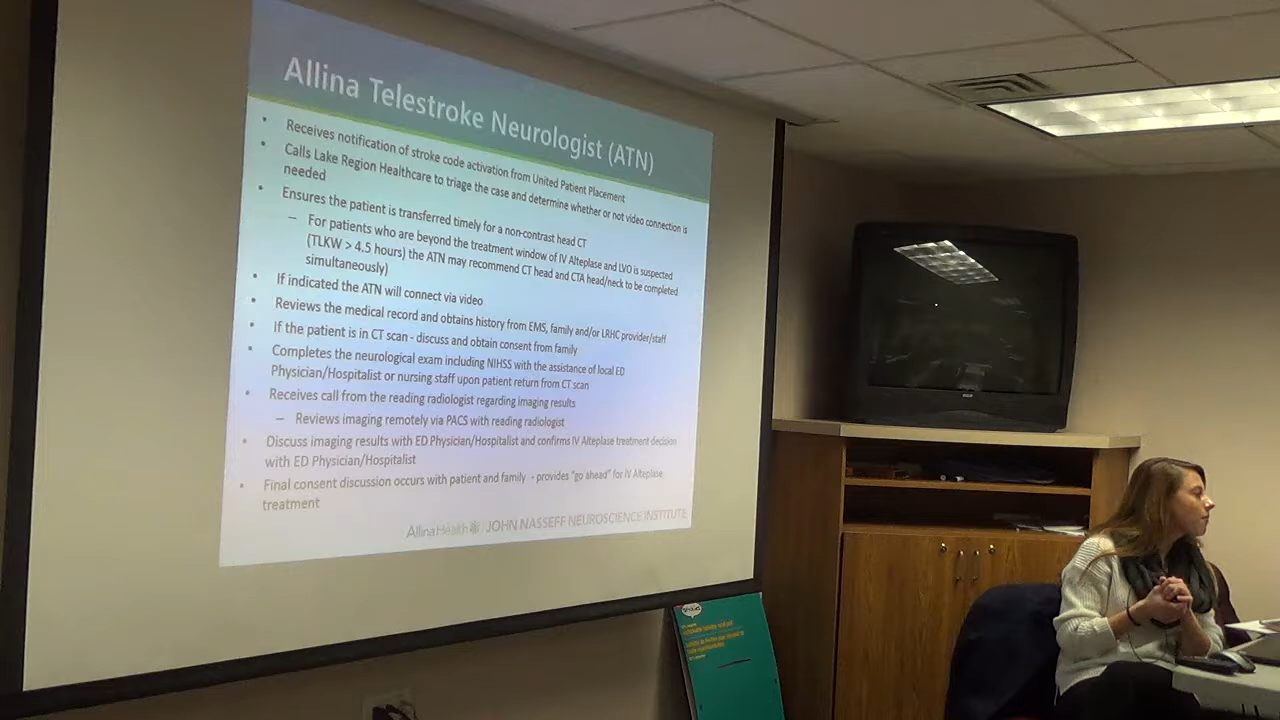 Allina Telestroke Neurologist (ATN)
• Receives notification of stroke code activation from United Patient Placement
• Calls Lake Region Healthcare to triage the case and determine whether or not video connection is
needed
• Ensures the patient is transferred timely for a non-contrast head CT
– For patients who are beyond the treatment window of IV Alteplase and LVO is suspected
(TLKW > 4.5 hours) the ATN may recommend CT head and CTA head/neck to be completed
simultaneously)
• If indicated the ATN will connect via video
• Reviews the medical record and obtains history from EMS, family and/or LRHC provider/staff
• If the patient is in CT scan - discuss and obtain consent from family
• Completes the neurological exam including NIHSS with the assistance of local ED
Physician/Hospitalist or nursing staff upon patient return from CT scan
• Receives call from the reading radiologist regarding imaging results
– Reviews imaging remotely via PACS with reading radiologist
• Discuss imaging results with ED Physician/Hospitalist and confirms IV Alteplase treatment decision
with ED Physician/Hospitalist
• Final consent discussion occurs with patient and family - provides "go ahead" for IV Alteplase
treatment
Allina Health JOHN NASSEFF NEUROSCIENCE INSTITUTE